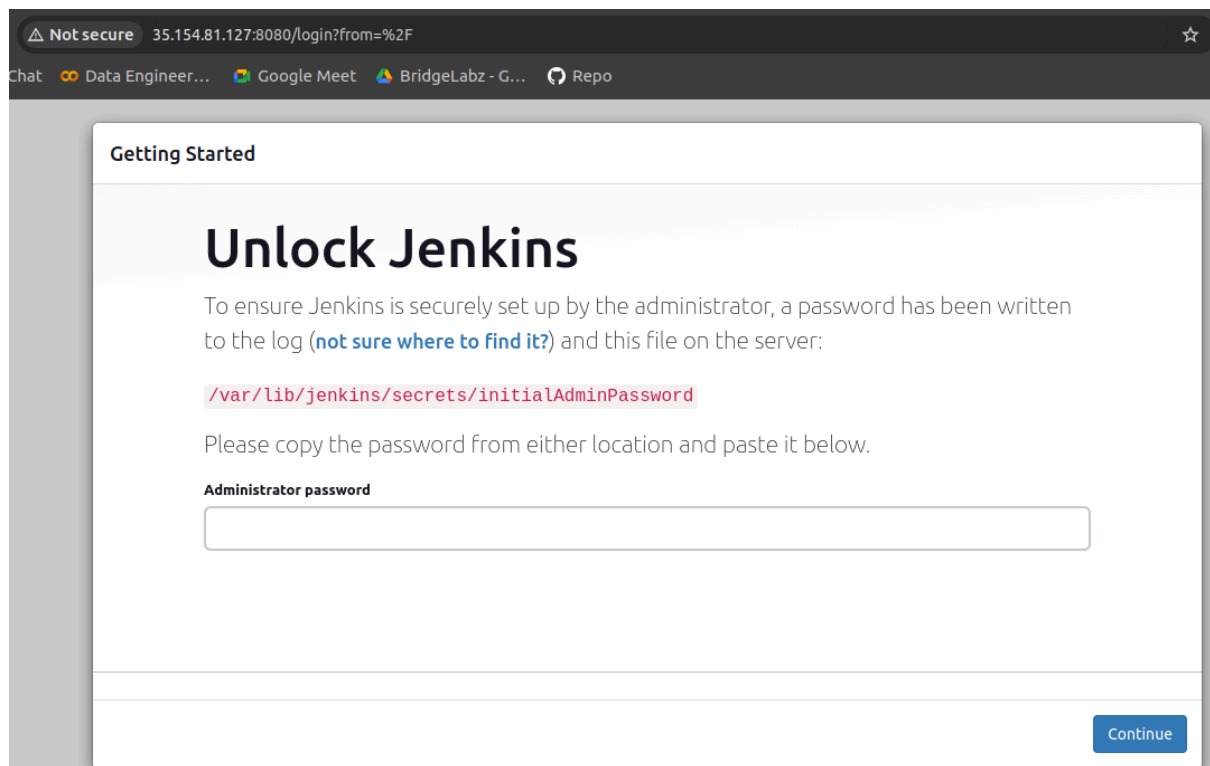 Not secure 35.154.81.127:8080/login?from=%2F
Chat Data Engineer... Google Meet BridgeLabz - G... Repo
Getting Started
Unlock Jenkins
To ensure Jenkins is securely set up by the administrator, a password has been written
to the log (not sure where to find it?) and this file on the server:
/var/lib/jenkins/secrets/initialAdminPassword
Please copy the password from either location and paste it below.
Administrator password
Continue